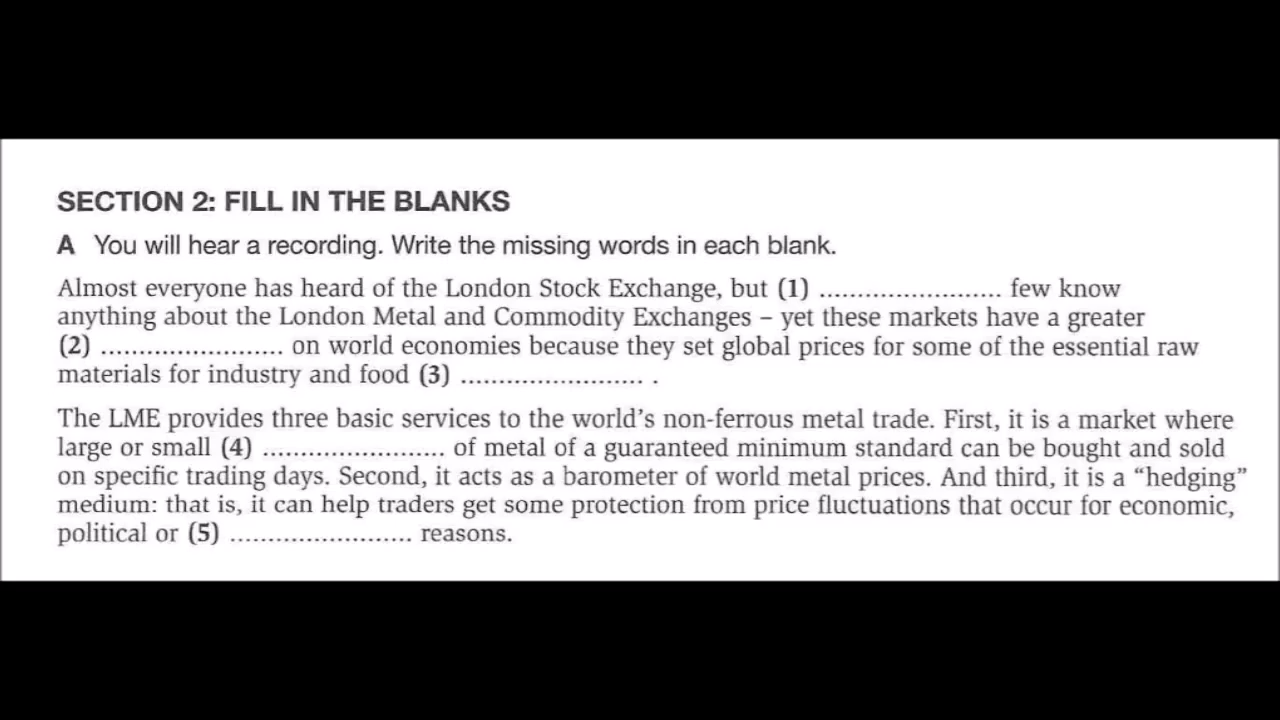 SECTION 2: FILL IN THE BLANKS
A You will hear a recording. Write the missing words in each blank.
Almost everyone has heard of the London Stock Exchange, but (1) ........................ few know
anything about the London Metal and Commodity Exchanges – yet these markets have a greater
(2) ........................ on world economies because they set global prices for some of the essential raw
materials for industry and food (3) ........................ .
The LME provides three basic services to the world's non-ferrous metal trade. First, it is a market where
large or small (4) ........................ of metal of a guaranteed minimum standard can be bought and sold
on specific trading days. Second, it acts as a barometer of world metal prices. And third, it is a “hedging”
medium: that is, it can help traders get some protection from price fluctuations that occur for economic,
political or (5) ........................ reasons.